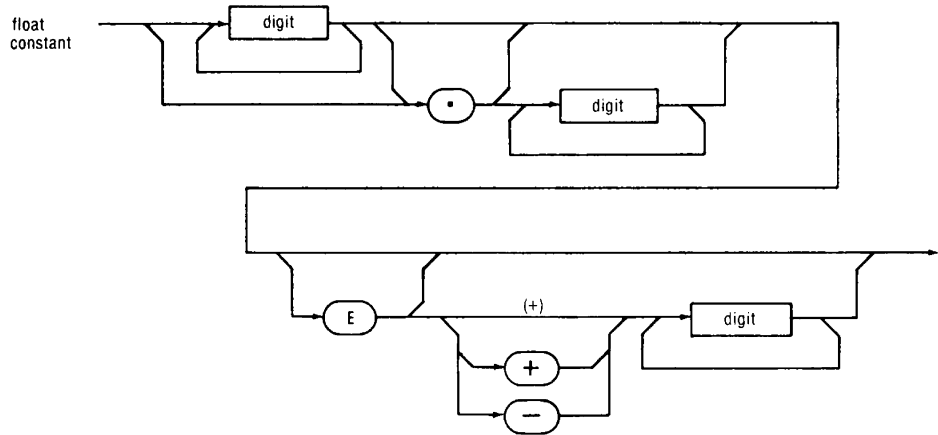 float
constant
digit
.
digit
E
(+)
digit
+
−